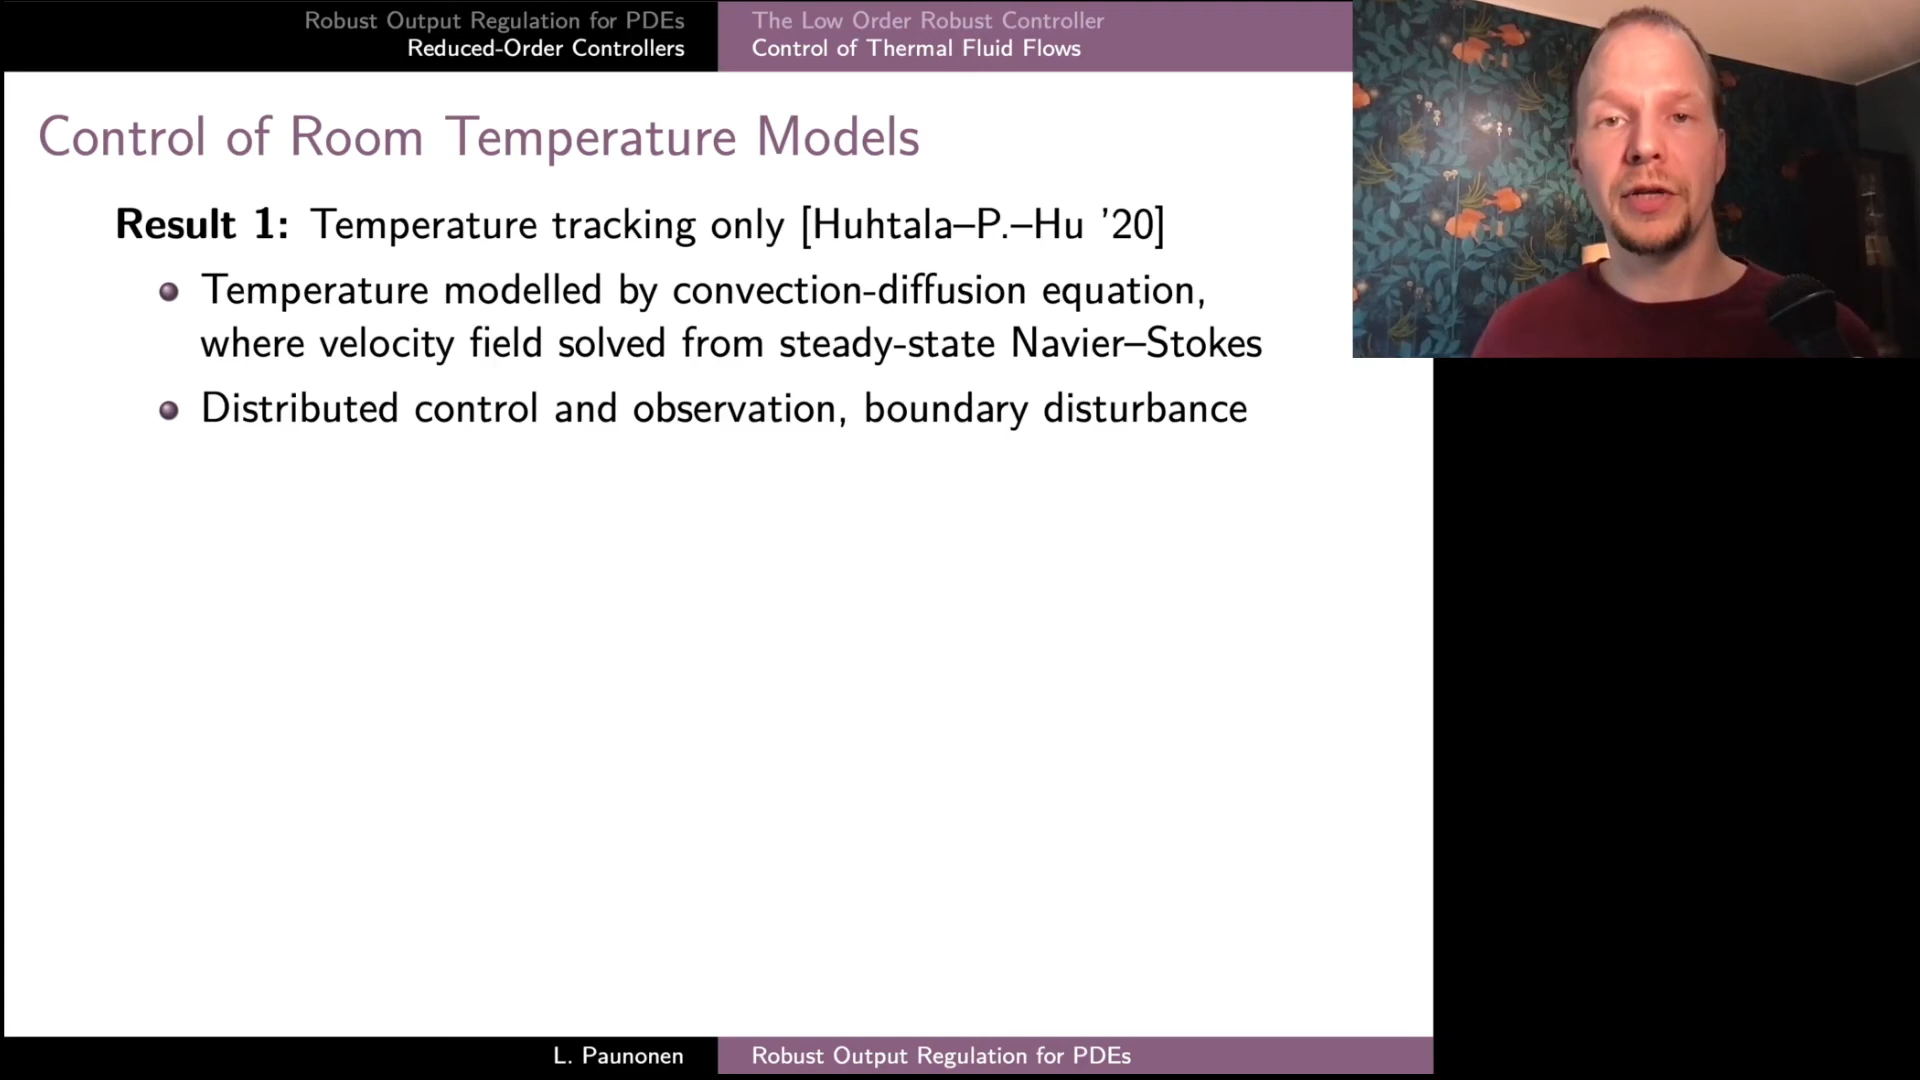 Robust Output Regulation for PDEs
Reduced-Order Controllers
The Low Order Robust Controller
Control of Thermal Fluid Flows
Control of Room Temperature Models
Result 1: Temperature tracking only [Huhtala–P.–Hu ’20]
Temperature modelled by convection-diffusion equation,
where velocity field solved from steady-state Navier–Stokes
Distributed control and observation, boundary disturbance
L. Paunonen
Robust Output Regulation for PDEs